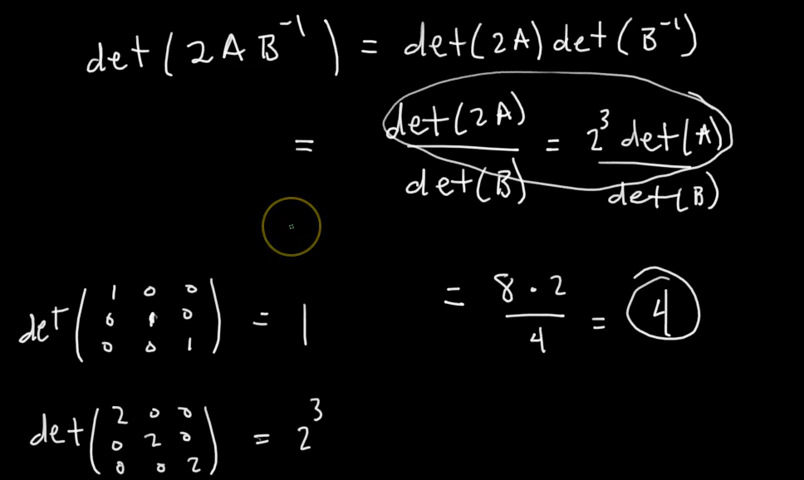 det(2AB⁻¹) = det(2A) det(B⁻¹)
= det(2A)/det(B) = 2³ det(A)/det(B)
= 8·2/4 = 4
det(1 0 0
0 1 0
0 0 1) = 1
det(2 0 0
0 2 0
0 0 2) = 2³